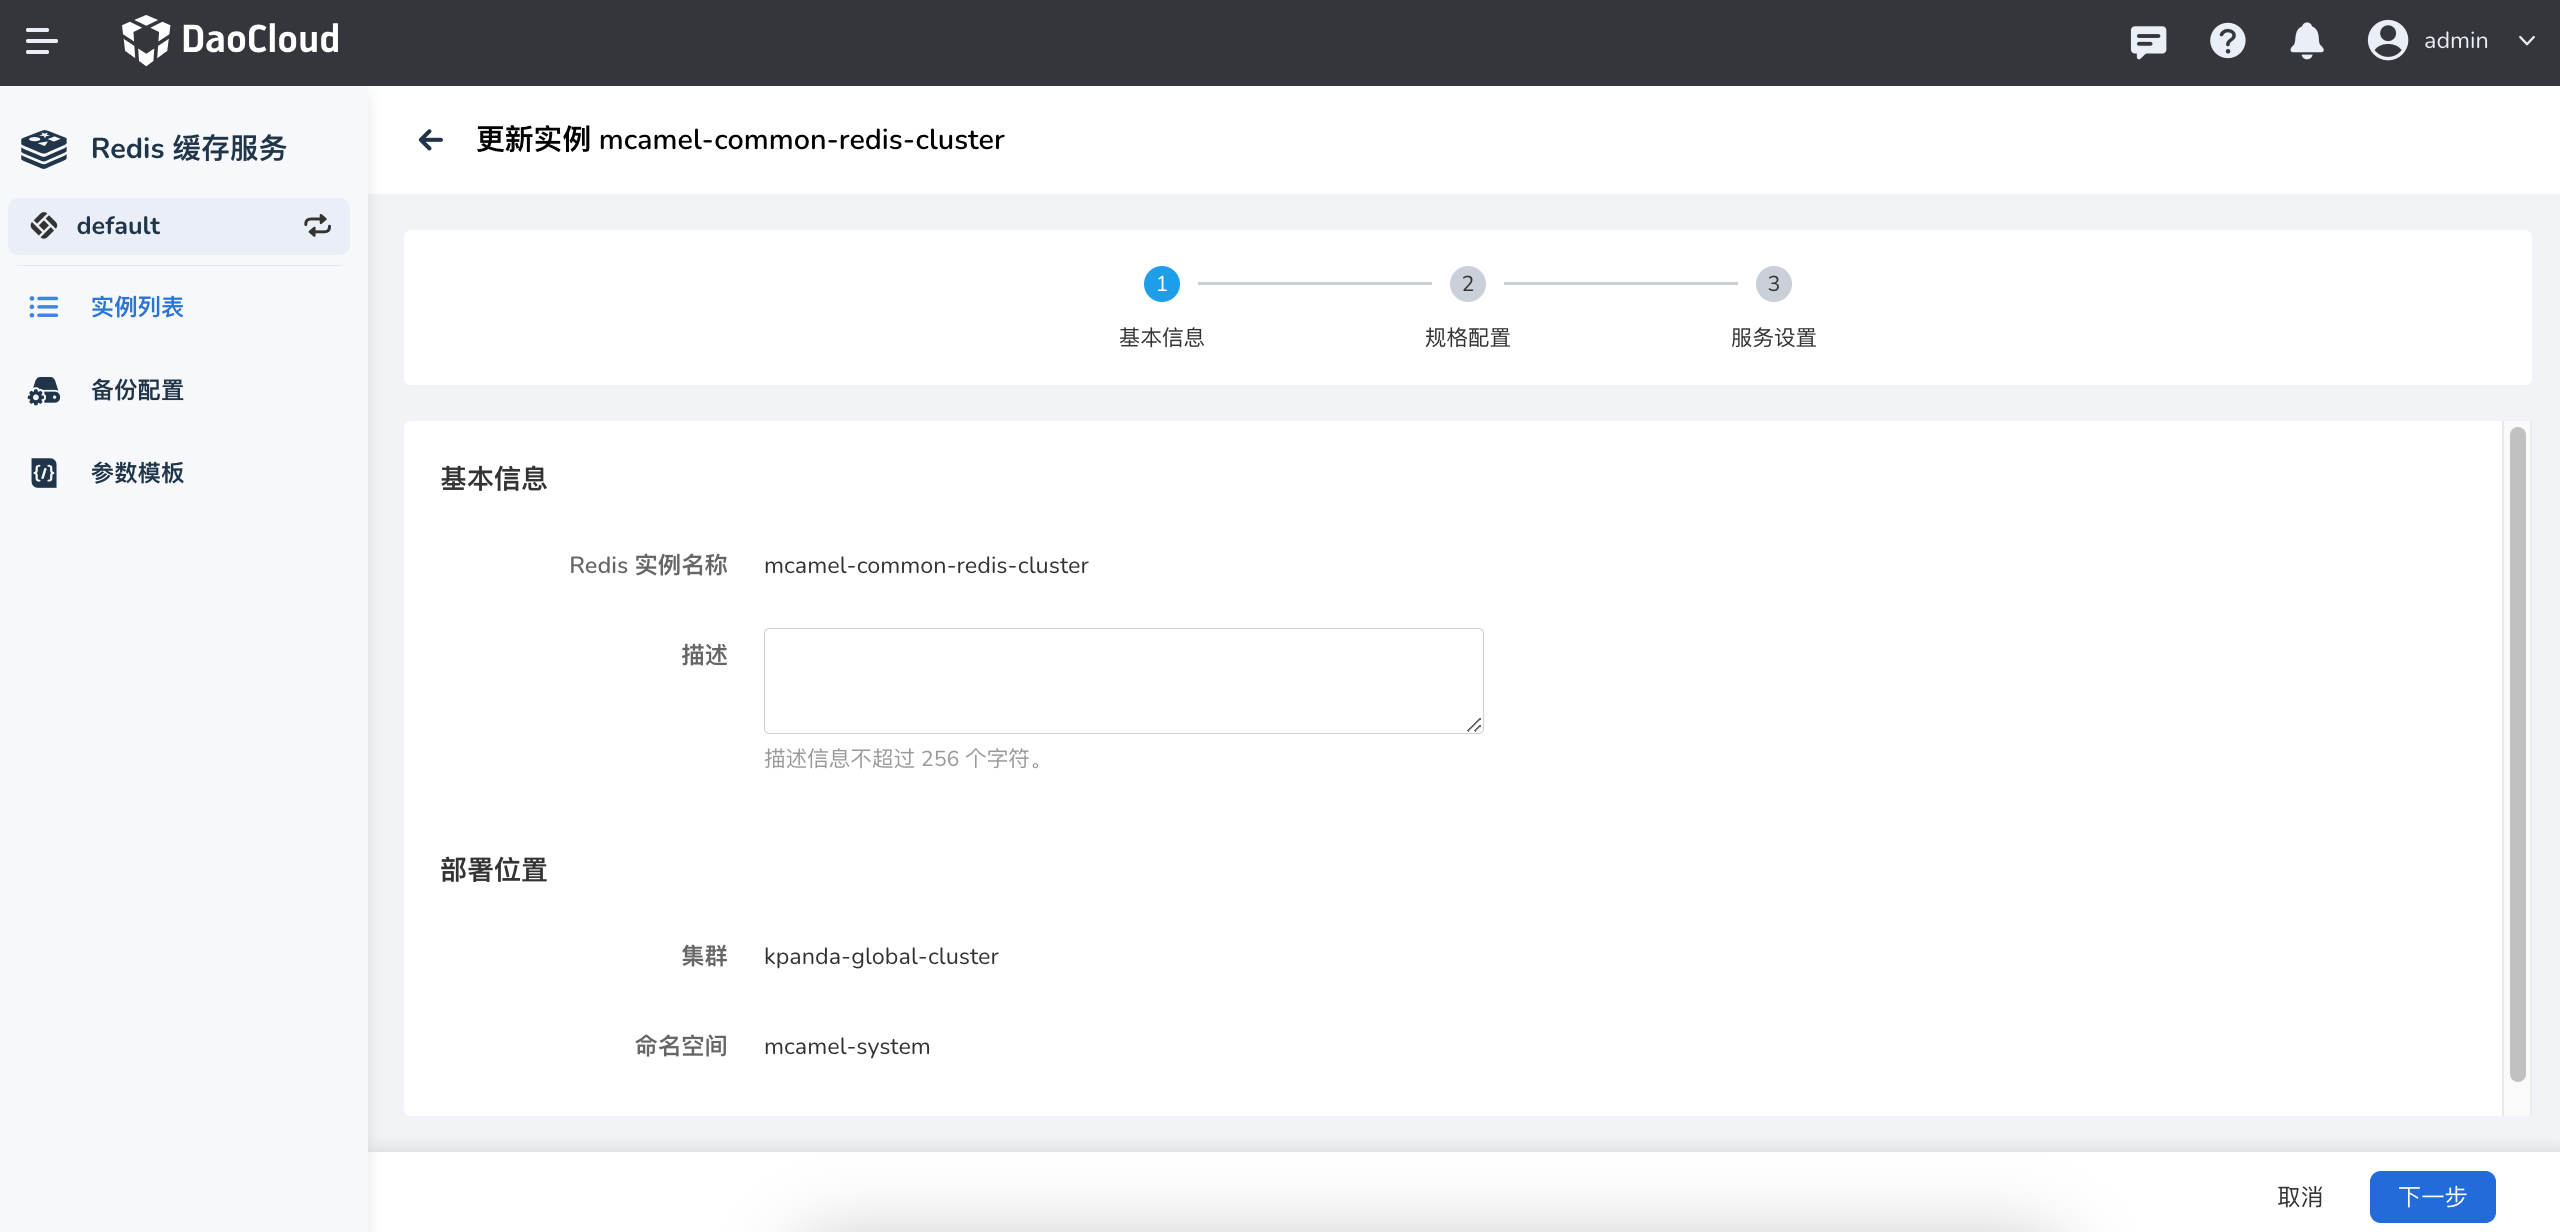 DaoCloud
admin
Redis 缓存服务
default
实例列表
备份配置
参数模板
更新实例 mcamel-common-redis-cluster
1
2
3
基本信息
规格配置
服务设置
基本信息
Redis 实例名称
mcamel-common-redis-cluster
描述
描述信息不超过 256 个字符。
部署位置
集群
kpanda-global-cluster
命名空间
mcamel-system
取消
下一步